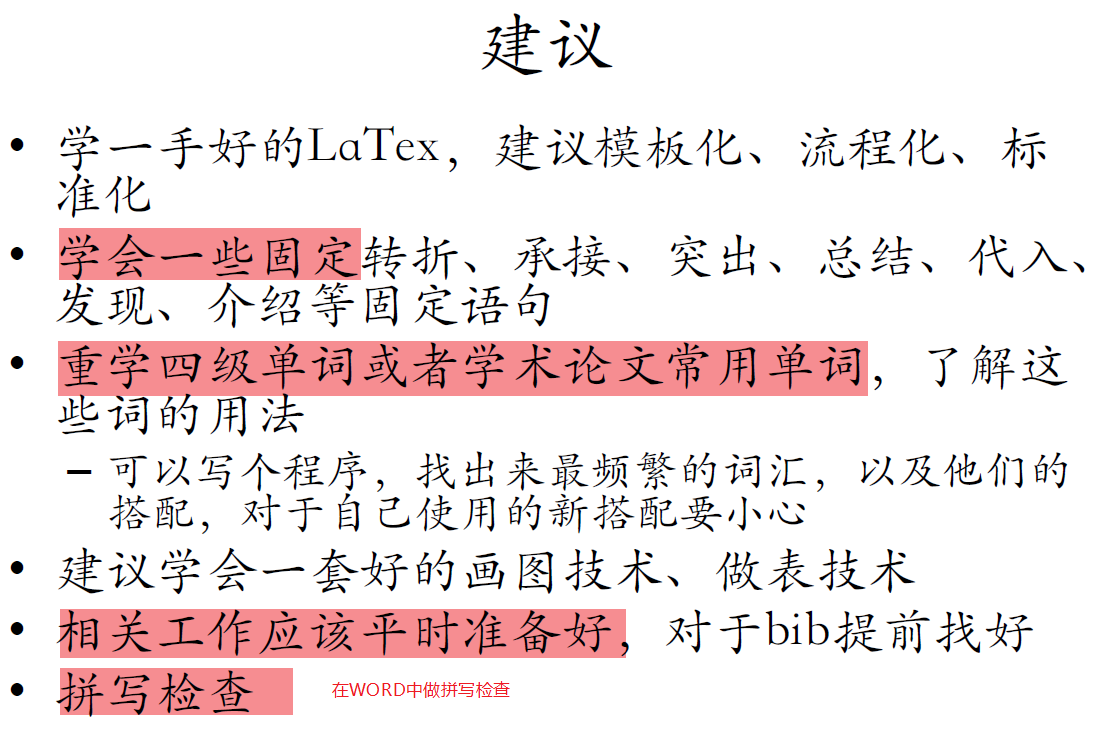 建议
• 学一手好的LaTex，建议模板化、流程化、标
准化
• 学会一些固定转折、承接、突出、总结、代入、
发现、介绍等固定语句
• 重学四级单词或者学术论文常用单词，了解这
些词的用法
– 可以写个程序，找出来最频繁的词汇，以及他们的
搭配，对于自己使用的新搭配要小心
• 建议学会一套好的画图技术、做表技术
• 相关工作应该平时准备好，对于bib提前找好
• 拼写检查 在WORD中做拼写检查